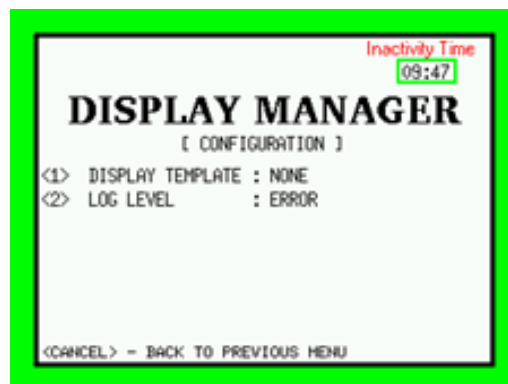 Inactivity Time
09:47
DISPLAY MANAGER
[ CONFIGURATION ]
<1> DISPLAY TEMPLATE : NONE
<2> LOG LEVEL : ERROR
<CANCEL> - BACK TO PREVIOUS MENU